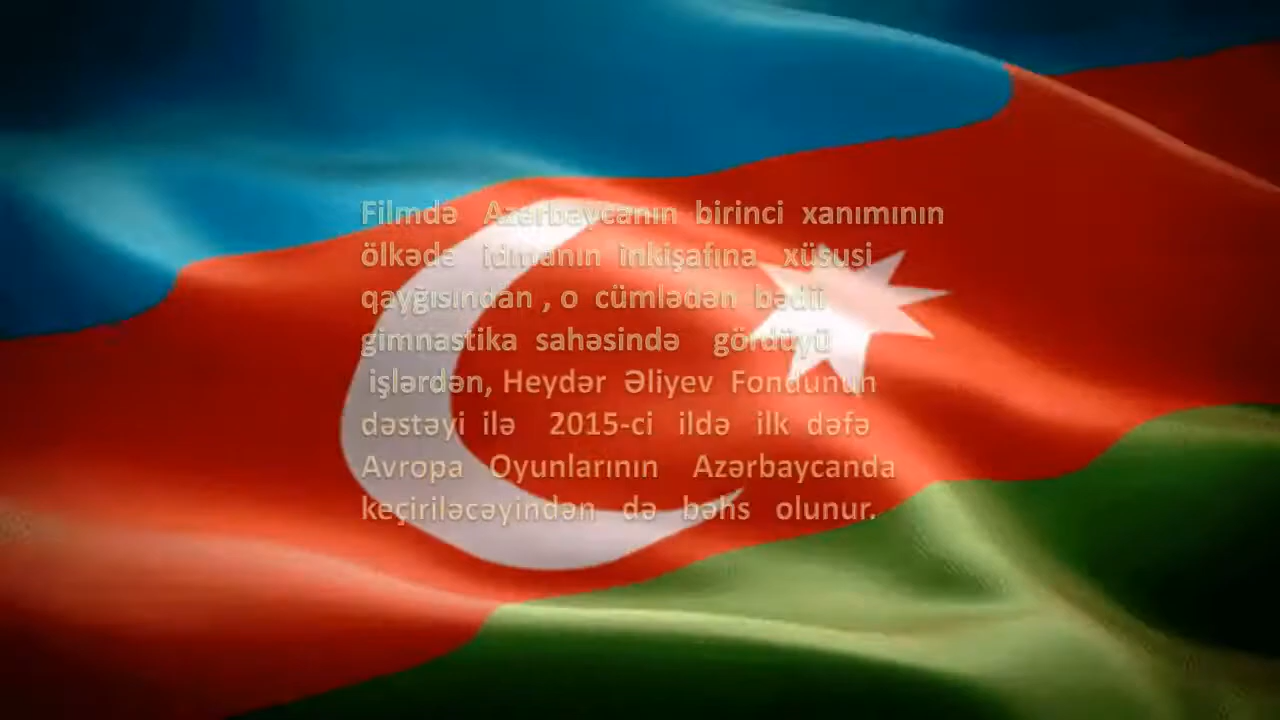 Filmdə Azərbaycanın birinci xanımının
ölkədə idmanın inkişafına xüsusi
qayğısından , o cümlədən bədii
gimnastika sahəsində gördüyü
işlərdən, Heydər Əliyev Fondunun
dəstəyi ilə 2015-ci ildə ilk dəfə
Avropa Oyunlarının Azərbaycanda
keçiriləcəyindən də bəhs olunur.